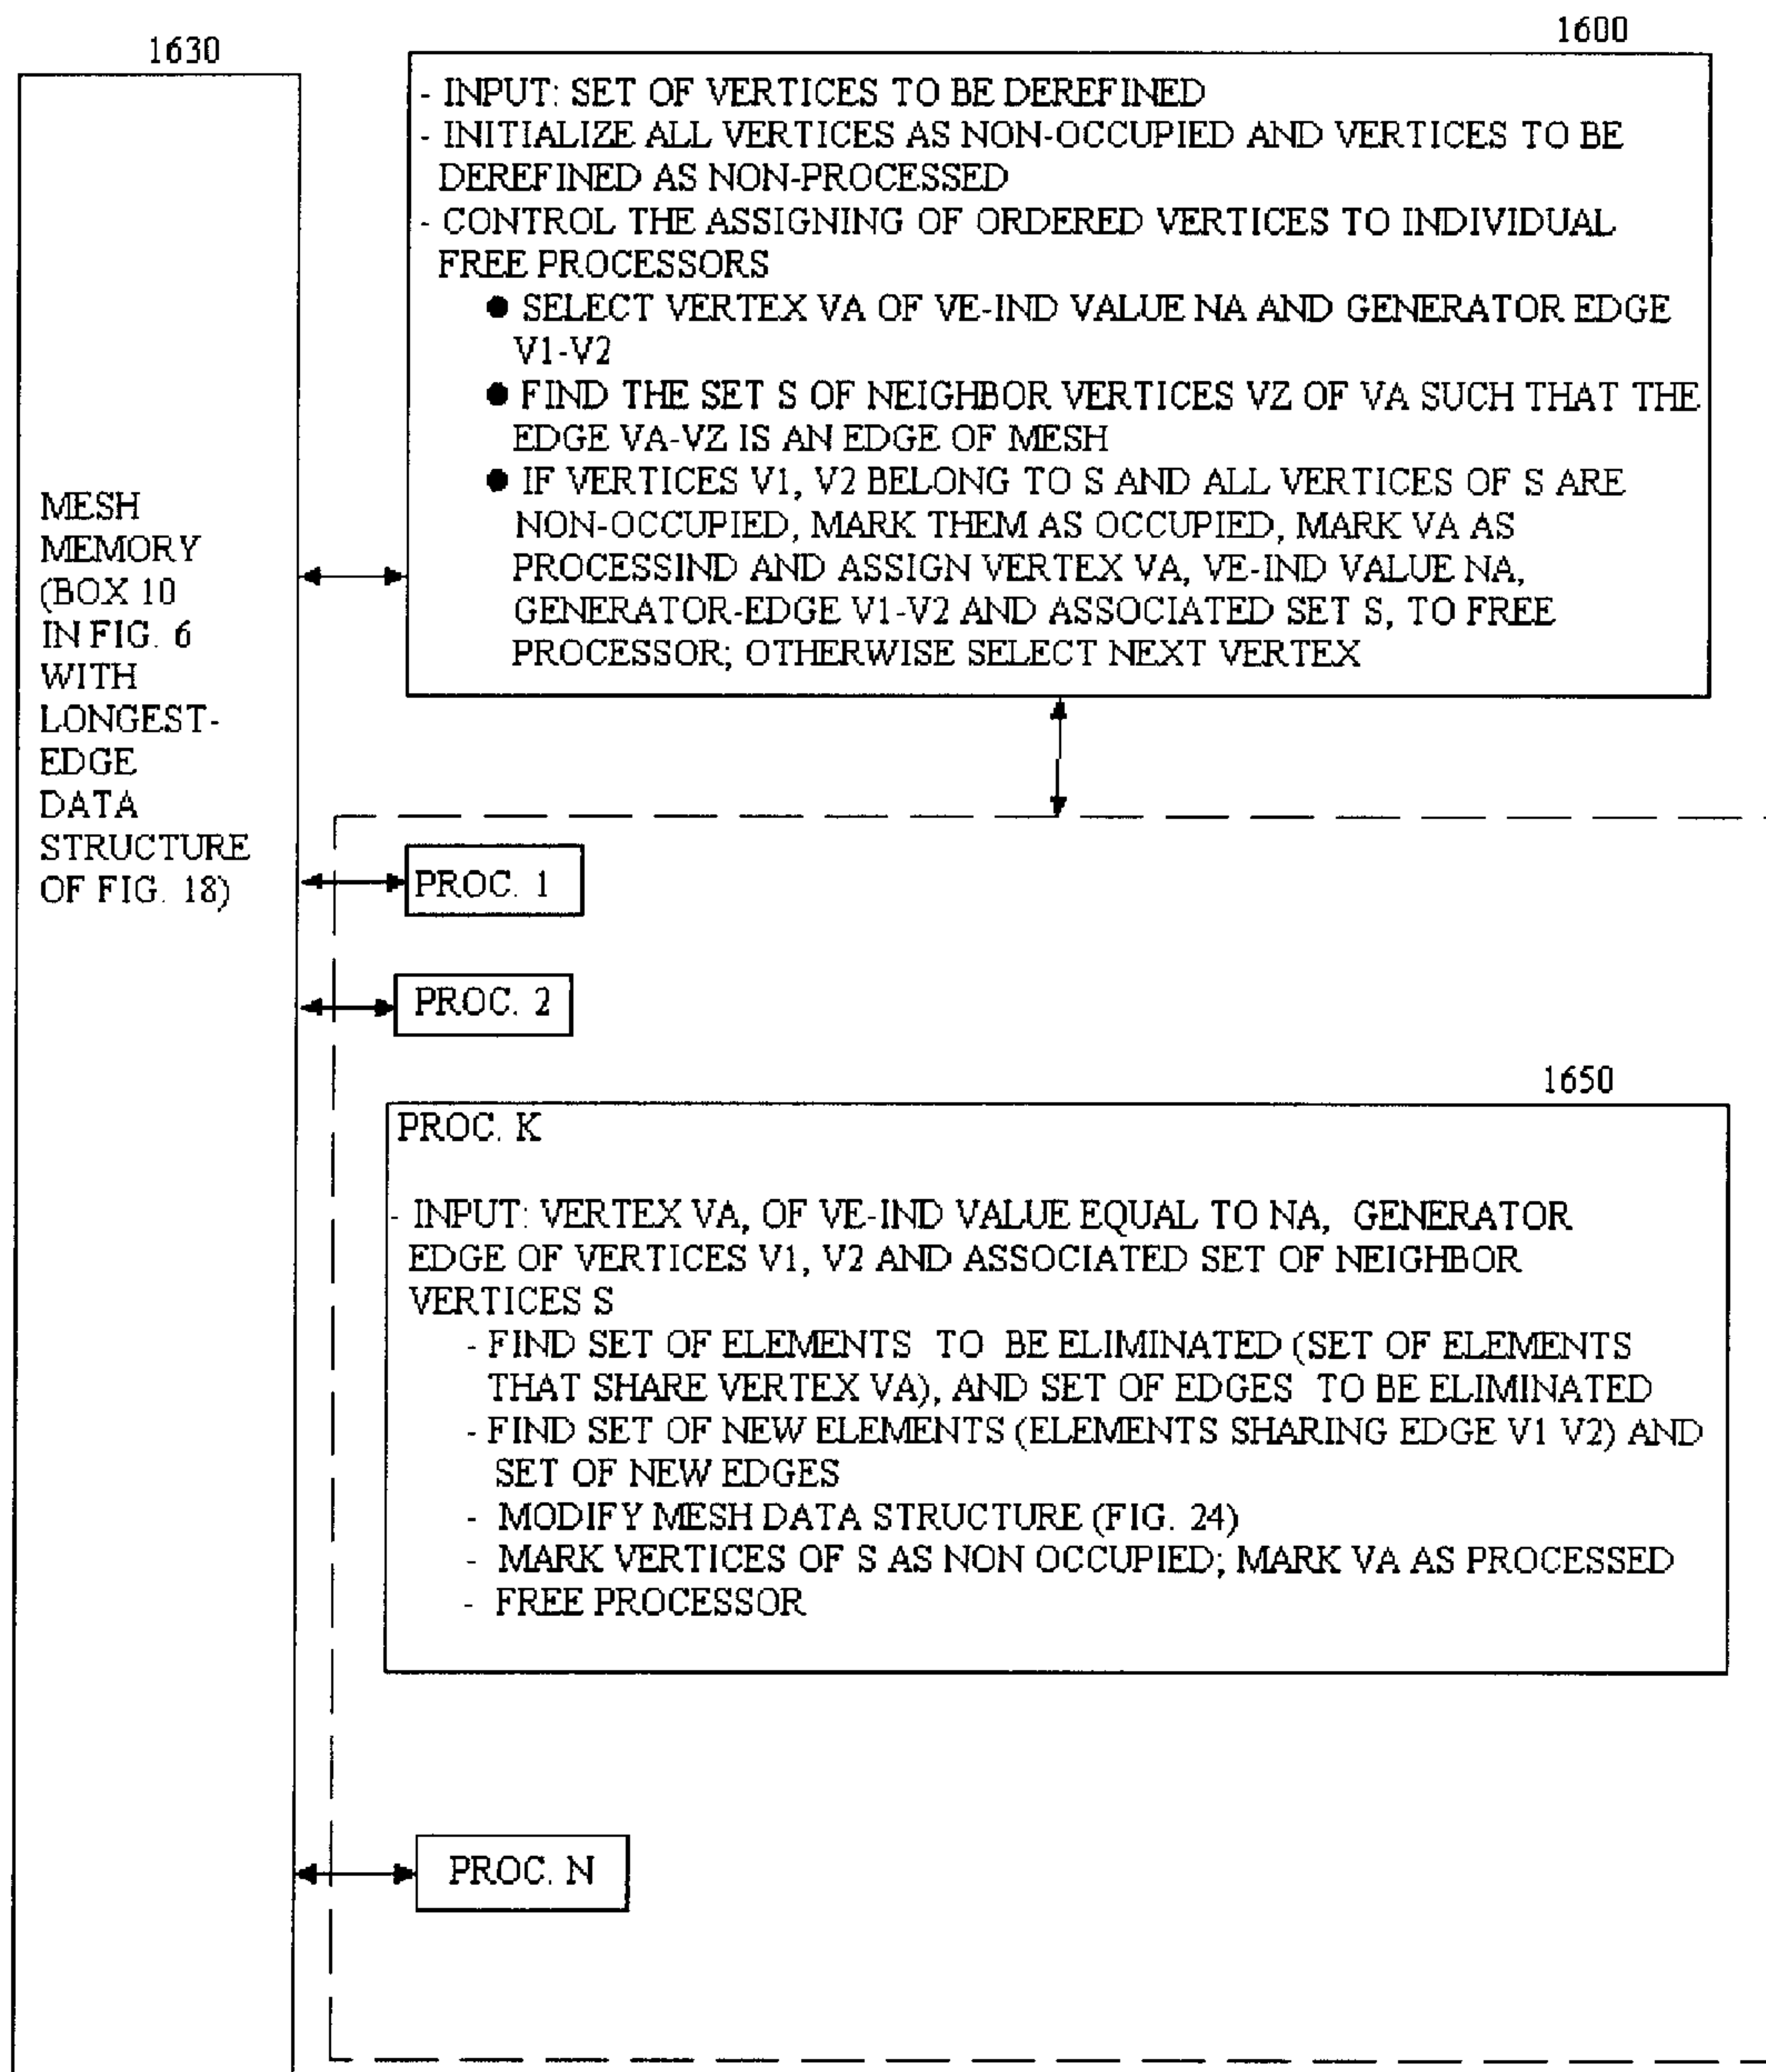 1630
MESH
MEMORY
(BOX 10
IN FIG. 6
WITH
LONGEST-
EDGE
DATA
STRUCTURE
OF FIG. 18)
1600
- INPUT: SET OF VERTICES TO BE DEREFINED
- INITIALIZE ALL VERTICES AS NON-OCCUPIED AND VERTICES TO BE
DEREFINED AS NON-PROCESSED
- CONTROL THE ASSIGNING OF ORDERED VERTICES TO INDIVIDUAL
FREE PROCESSORS
● SELECT VERTEX VA OF VE-IND VALUE NA AND GENERATOR EDGE
V1-V2
● FIND THE SET S OF NEIGHBOR VERTICES VZ OF VA SUCH THAT THE
EDGE VA-VZ IS AN EDGE OF MESH
● IF VERTICES V1, V2 BELONG TO S AND ALL VERTICES OF S ARE
NON-OCCUPIED, MARK THEM AS OCCUPIED, MARK VA AS
PROCESSIND AND ASSIGN VERTEX VA, VE-IND VALUE NA,
GENERATOR-EDGE V1-V2 AND ASSOCIATED SET S, TO FREE
PROCESSOR; OTHERWISE SELECT NEXT VERTEX
PROC. 1
PROC. 2
1650
PROC. K
- INPUT: VERTEX VA, OF VE-IND VALUE EQUAL TO NA, GENERATOR
EDGE OF VERTICES V1, V2 AND ASSOCIATED SET OF NEIGHBOR
VERTICES S
- FIND SET OF ELEMENTS TO BE ELIMINATED (SET OF ELEMENTS
THAT SHARE VERTEX VA), AND SET OF EDGES TO BE ELIMINATED
- FIND SET OF NEW ELEMENTS (ELEMENTS SHARING EDGE V1 V2) AND
SET OF NEW EDGES
- MODIFY MESH DATA STRUCTURE (FIG. 24)
- MARK VERTICES OF S AS NON OCCUPIED; MARK VA AS PROCESSED
- FREE PROCESSOR
PROC. N